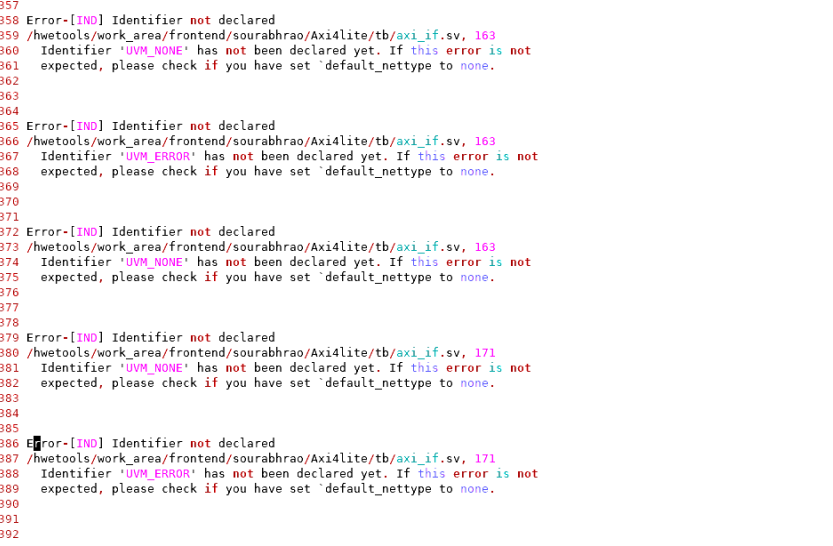 357
358 Error-[IND] Identifier not declared
359 /hwetools/work_area/frontend/sourabhrao/Axi4lite/tb/axi_if.sv, 163
360   Identifier 'UVM_NONE' has not been declared yet. If this error is not
361   expected, please check if you have set `default_nettype to none.
362
363
364
365 Error-[IND] Identifier not declared
366 /hwetools/work_area/frontend/sourabhrao/Axi4lite/tb/axi_if.sv, 163
367   Identifier 'UVM_ERROR' has not been declared yet. If this error is not
368   expected, please check if you have set `default_nettype to none.
369
370
371
372 Error-[IND] Identifier not declared
373 /hwetools/work_area/frontend/sourabhrao/Axi4lite/tb/axi_if.sv, 163
374   Identifier 'UVM_NONE' has not been declared yet. If this error is not
375   expected, please check if you have set `default_nettype to none.
376
377
378
379 Error-[IND] Identifier not declared
380 /hwetools/work_area/frontend/sourabhrao/Axi4lite/tb/axi_if.sv, 171
381   Identifier 'UVM_NONE' has not been declared yet. If this error is not
382   expected, please check if you have set `default_nettype to none.
383
384
385
386 Error-[IND] Identifier not declared
387 /hwetools/work_area/frontend/sourabhrao/Axi4lite/tb/axi_if.sv, 171
388   Identifier 'UVM_ERROR' has not been declared yet. If this error is not
389   expected, please check if you have set `default_nettype to none.
390
391
392